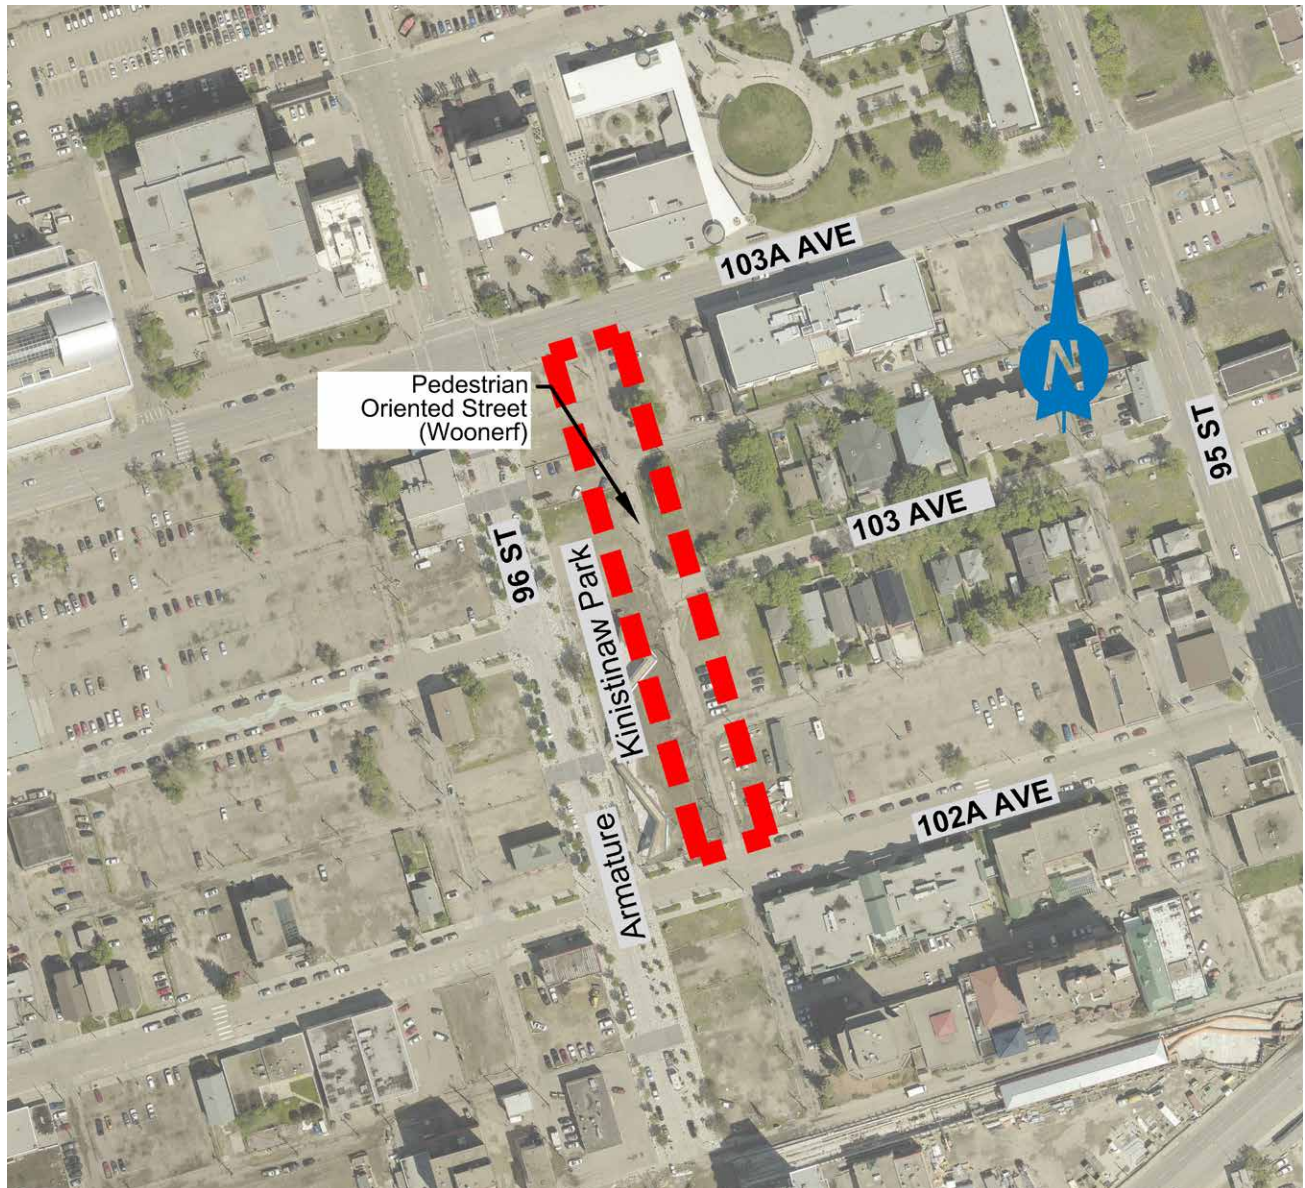 103A AVE
Pedestrian
Oriented Street
(Woonerf)
95 ST
103 AVE
96 ST
Kinistinaw Park
102A AVE
Armature
N